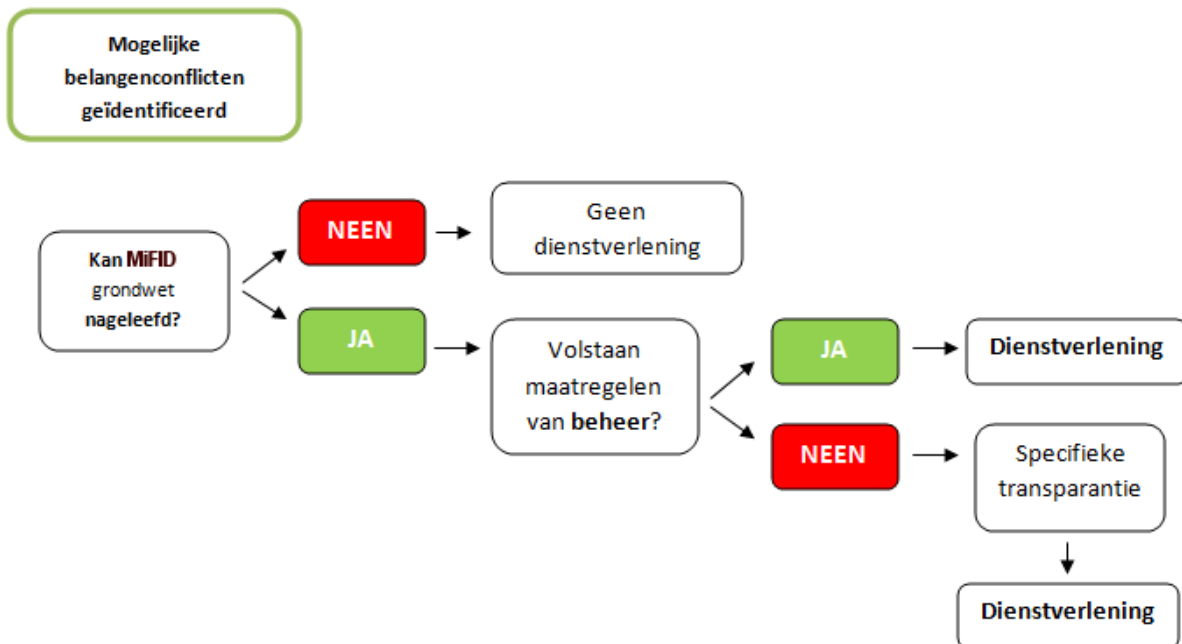 Mogelijke
belangenconflicten
geïdentificeerd
Kan MiFID
grondwet
nageleefd?
NEEN
Geen
dienstverlening
JA
Volstaan
maatregelen
van beheer?
JA
Dienstverlening
NEEN
Specifieke
transparantie
Dienstverlening